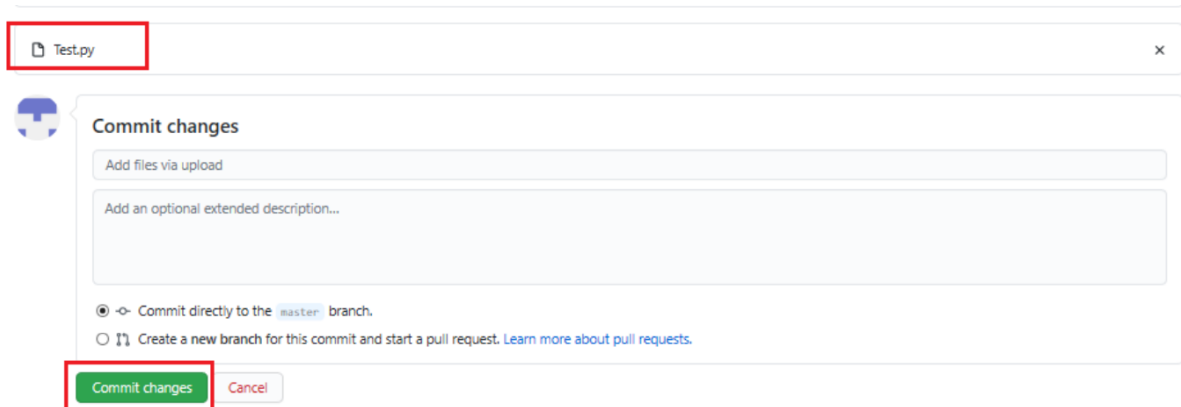 Test.py
Commit changes
Add files via upload
Add an optional extended description...
Commit directly to the master branch.
Create a new branch for this commit and start a pull request. Learn more about pull requests.
Commit changes Cancel